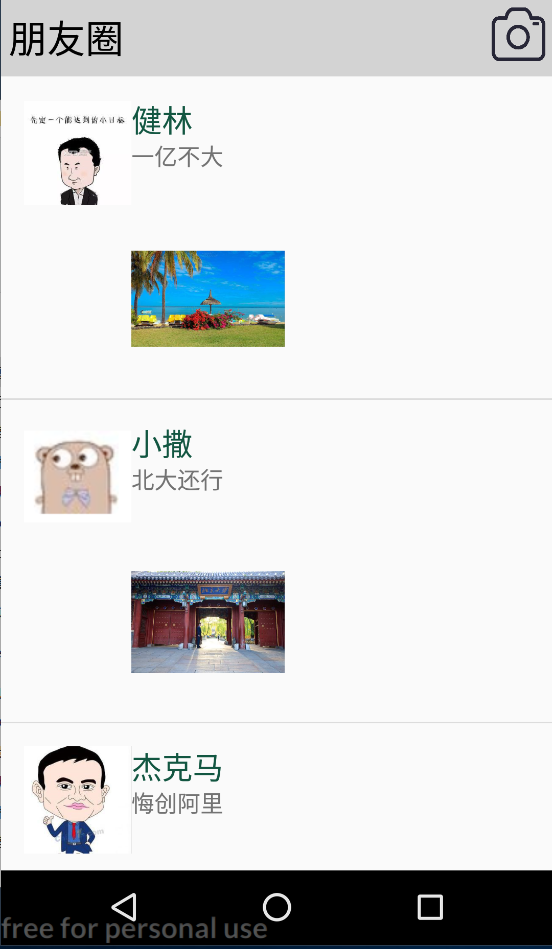 朋友圈
先定一个能达到的小目标
健林
一亿不大
小撒
北大还行
杰克马
悔创阿里
free for personal use